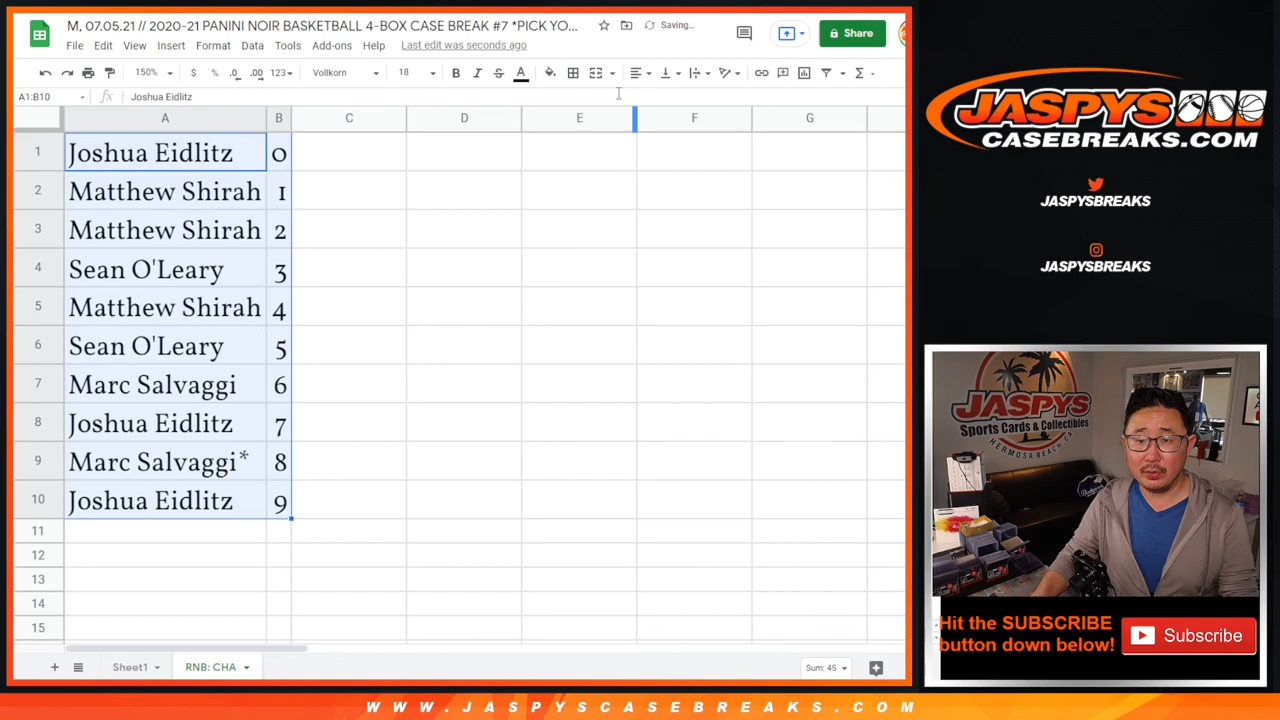 M, 07.05.21 // 2020-21 PANINI NOIR BASKETBALL 4-BOX CASE BREAK #7 *PICK YO...
Saving...
Share
File Edit View Insert Format Data Tools Add-ons Help Last edit was seconds ago
150% $ % .0 .00 123 Vollkorn 18 B I S A
A1:B10 fx Joshua Eidlitz
A B C D E F G
1 Joshua Eidlitz 0
2 Matthew Shirah 1
3 Matthew Shirah 2
4 Sean O'Leary 3
5 Matthew Shirah 4
6 Sean O'Leary 5
7 Marc Salvaggi 6
8 Joshua Eidlitz 7
9 Marc Salvaggi* 8
10 Joshua Eidlitz 9
11
12
13
14
15
+ Sheet1 RNB: CHA Sum: 45
JASPYS
CASEBREAKS.COM
JASPYSBREAKS
JASPYSBREAKS
JASPYS
Sports Cards & Collectibles
HERMOSA BEACH, CA
Dodgers
Hit the SUBSCRIBE
button down below!
Subscribe
WWW.JASPYSCASEBREAKS.COM